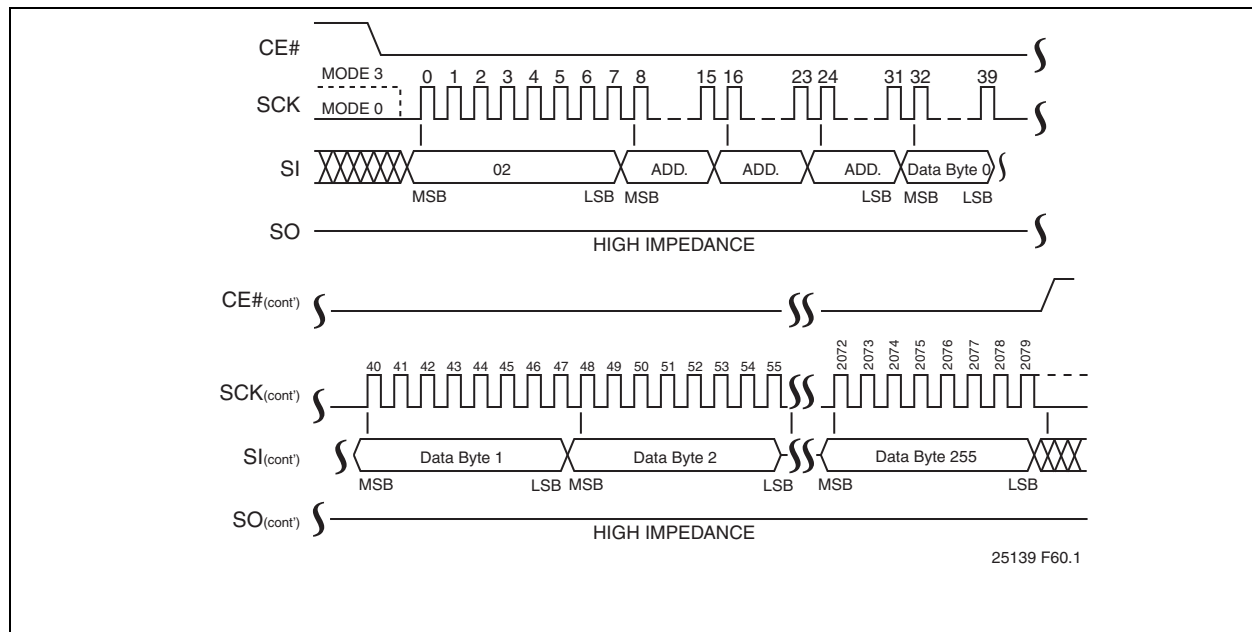 CE#
MODE 3
0 1 2 3 4 5 6 7 8 15 16 23 24 31 32 39
SCK
MODE 0
SI
02 ADD. ADD. ADD. Data Byte 0
MSB LSB MSB LSB MSB LSB
SO
HIGH IMPEDANCE
CE#(cont')
40 41 42 43 44 45 46 47 48 49 50 51 52 53 54 55 2072 2073 2074 2075 2076 2077 2078 2079
SCK(cont')
SI(cont')
Data Byte 1 Data Byte 2 Data Byte 255
MSB LSB MSB LSB MSB LSB
SO(cont')
HIGH IMPEDANCE
25139 F60.1